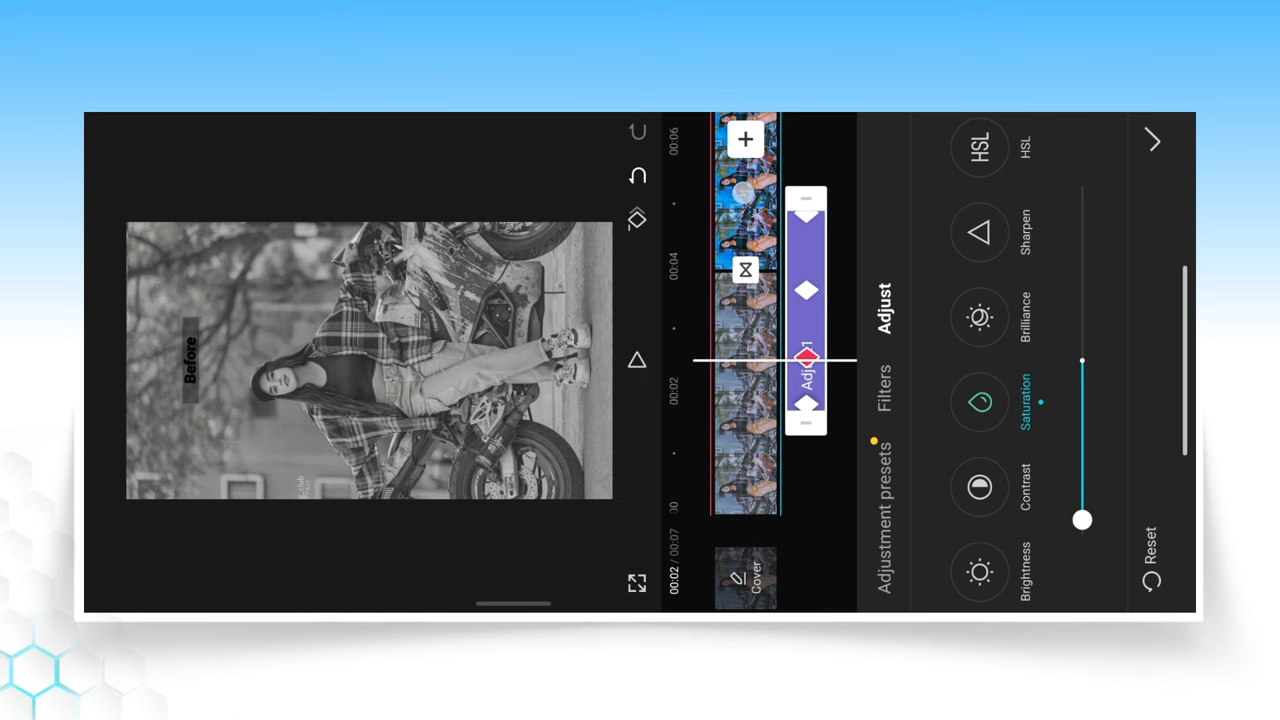 Before
00:02 / 00:07
00
00:02
00:04
00:06
Cover
Adjustment presets
Filters
Adjust
Brightness
Contrast
Saturation
Brilliance
Sharpen
HSL
HSL
Reset